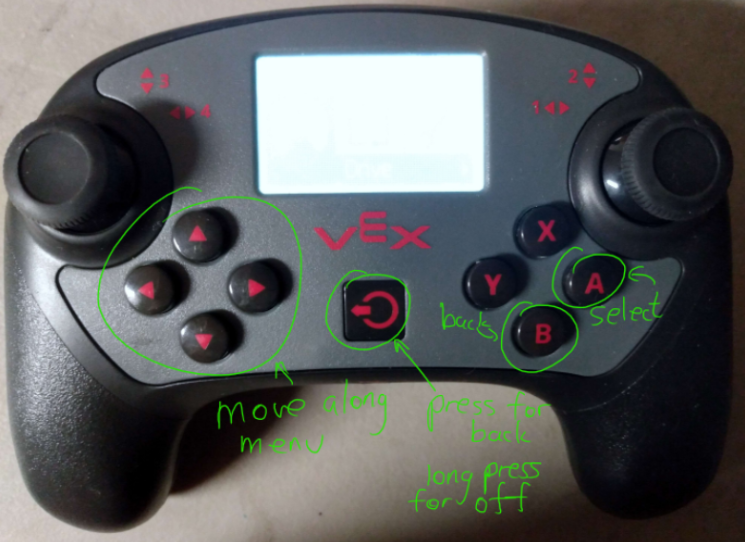 3
2
4
1
VEX
X
Y
A
B
back
select
move along
menu
press for
back
long press
for off